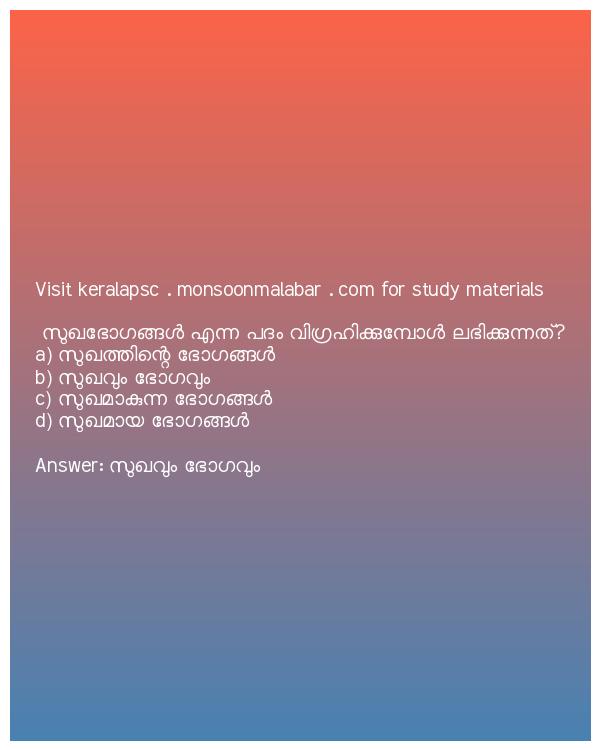 Visit keralapsc .monsoonmalabar .com for study materials
സുഖഭോഗങ്ങൾ എന്ന പദം വിഗ്രഹിക്കുമ്പോൾ ലഭിക്കുന്നത്?
a) സുഖത്തിന്റെ ഭോഗങ്ങൾ
b) സുഖവും ഭോഗവും
c) സുഖമാകുന്ന ഭോഗങ്ങൾ
d) സുഖമായ ഭോഗങ്ങൾ
Answer: സുഖവും ഭോഗവും